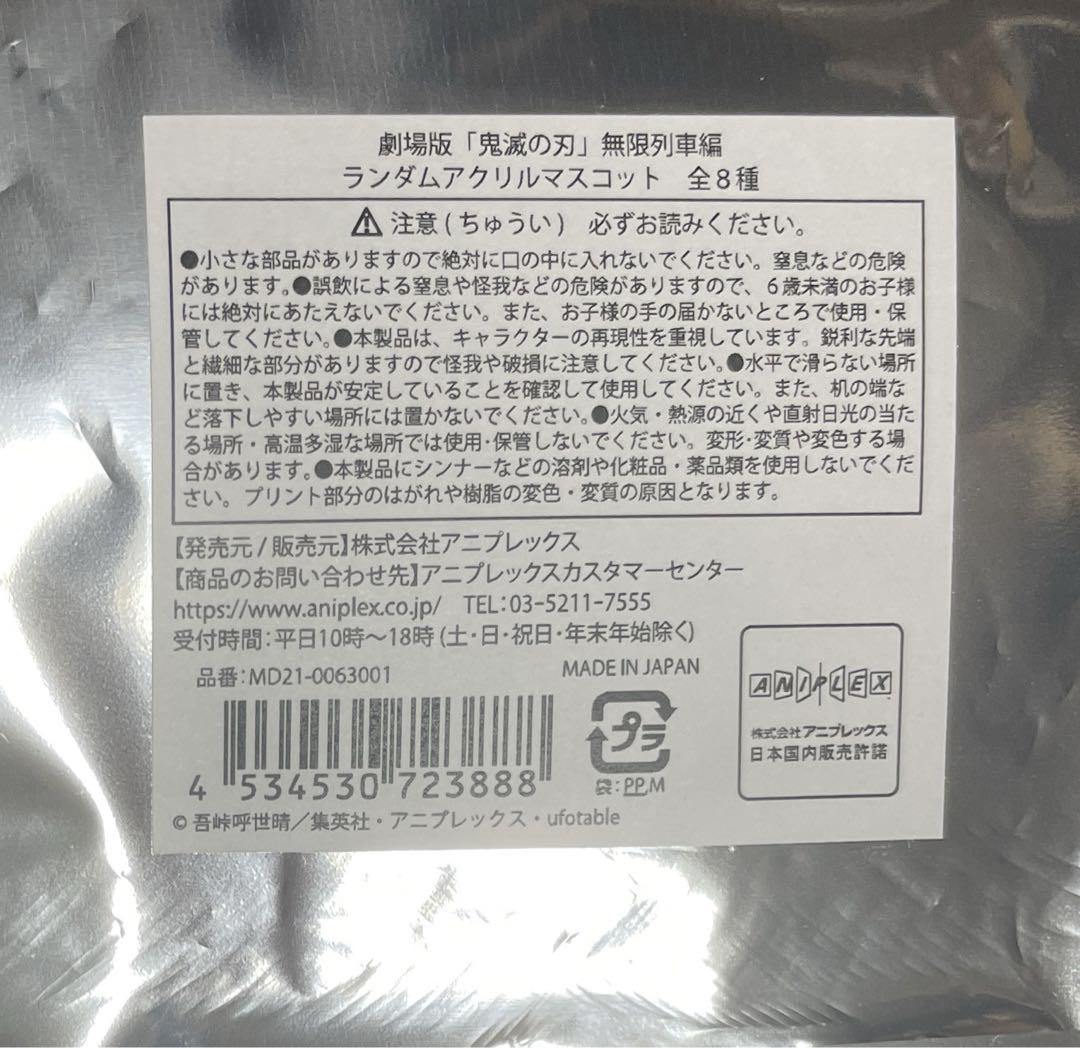 劇場版「鬼滅の刃」無限列車編
ランダムアクリルマスコット　全８種
⚠注意(ちゅうい)　必ずお読みください。
●小さな部品がありますので絶対に口の中に入れないでください。窒息などの危険
があります。●誤飲による窒息や怪我などの危険がありますので、６歳未満のお子様
には絶対にあたえないでください。また、お子様の手の届かないところで使用・保
管してください。●本製品は、キャラクターの再現性を重視しています。鋭利な先端
と繊細な部分がありますので怪我や破損に注意してください。●水平で滑らない場所
に置き、本製品が安定していることを確認して使用してください。また、机の端な
ど落下しやすい場所には置かないでください。●火気・熱源の近くや直射日光の当た
る場所・高温多湿な場所では使用・保管しないでください。変形・変質や変色する場
合があります。●本製品にシンナーなどの溶剤や化粧品・薬品類を使用しないでくだ
さい。プリント部分のはがれや樹脂の変色・変質の原因となります。
【発売元/販売元】株式会社アニプレックス
【商品のお問い合わせ先】アニプレックスカスタマーセンター
https://www.aniplex.co.jp/　TEL:03-5211-7555
受付時間:平日10時～18時(土・日・祝日・年末年始除く)
品番:MD21-0063001
MADE IN JAPAN
4 534530 723888
プラ
袋:PP,M
ANIPLEX
株式会社アニプレックス
日本国内販売許諾
© 吾峠呼世晴／集英社・アニプレックス・ufotable